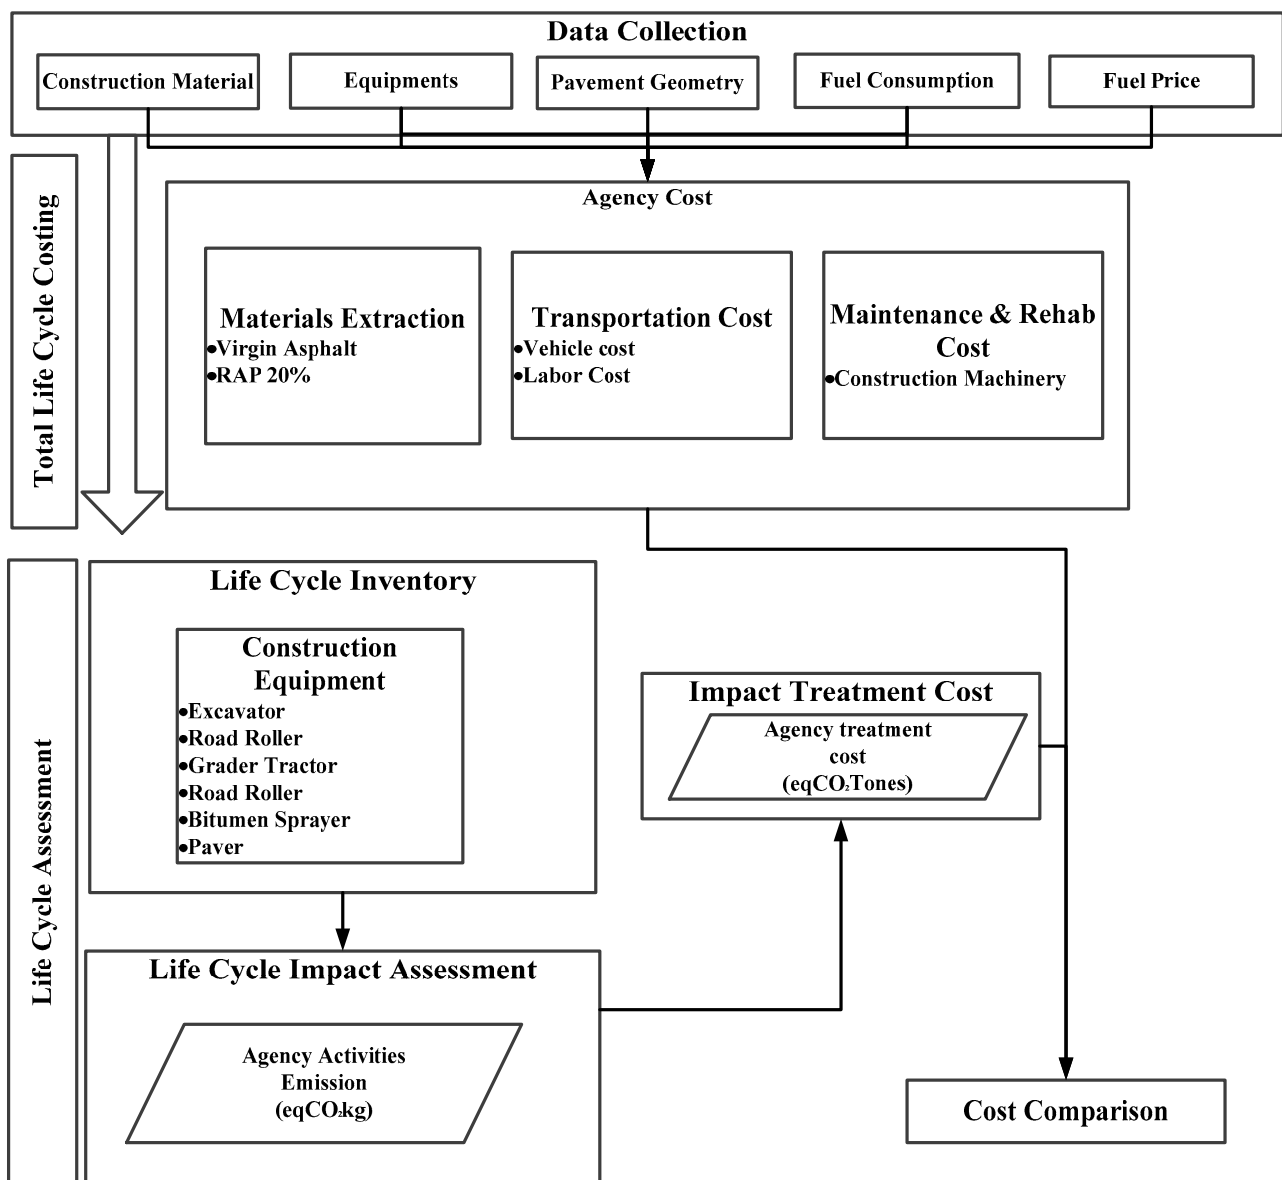 Data Collection
Construction Material
Equipments
Pavement Geometry
Fuel Consumption
Fuel Price
Total Life Cycle Costing
Agency Cost
Materials Extraction
•Virgin Asphalt
•RAP 20%
Transportation Cost
•Vehicle cost
•Labor Cost
Maintenance & Rehab
Cost
•Construction Machinery
Life Cycle Assessment
Life Cycle Inventory
Construction
Equipment
•Excavator
•Road Roller
•Grader Tractor
•Road Roller
•Bitumen Sprayer
•Paver
Impact Treatment Cost
Agency treatment
cost
(eqCO₂Tones)
Life Cycle Impact Assessment
Agency Activities
Emission
(eqCO₂kg)
Cost Comparison